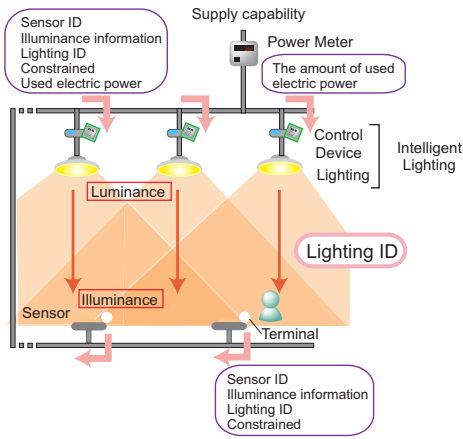 Supply capability
Sensor ID
Illuminance information
Lighting ID
Constrained
Used electric power
Power Meter
The amount of used
electric power
Control
Device
Lighting
Intelligent
Lighting
Luminance
Lighting ID
Illuminance
Sensor
Terminal
Sensor ID
Illuminance information
Lighting ID
Constrained